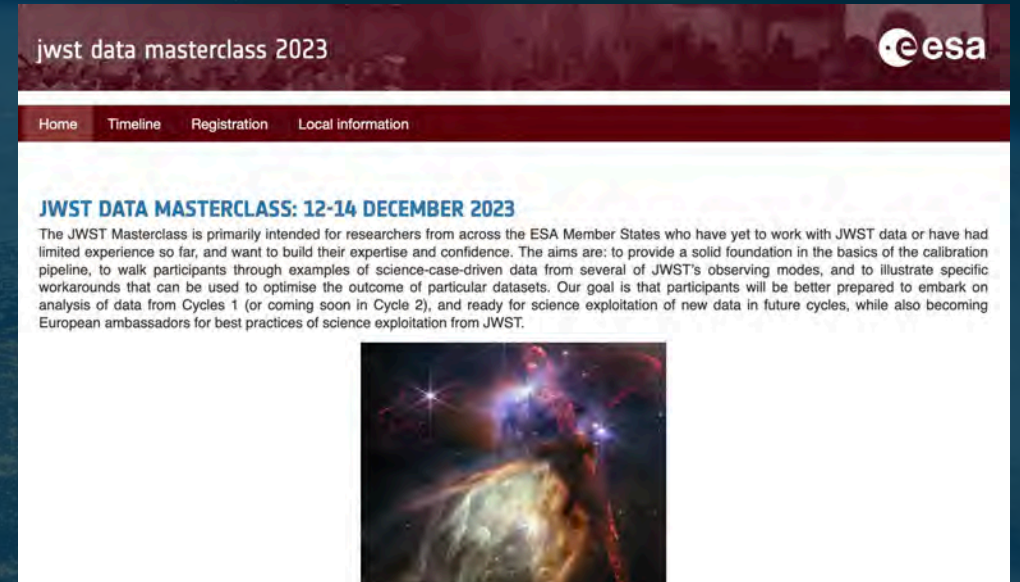 jwst data masterclass 2023
esa
Home Timeline Registration Local information
JWST DATA MASTERCLASS: 12-14 DECEMBER 2023
The JWST Masterclass is primarily intended for researchers from across the ESA Member States who have yet to work with JWST data or have had
limited experience so far, and want to build their expertise and confidence. The aims are: to provide a solid foundation in the basics of the calibration
pipeline, to walk participants through examples of science-case-driven data from several of JWST's observing modes, and to illustrate specific
workarounds that can be used to optimise the outcome of particular datasets. Our goal is that participants will be better prepared to embark on
analysis of data from Cycles 1 (or coming soon in Cycle 2), and ready for science exploitation of new data in future cycles, while also becoming
European ambassadors for best practices of science exploitation from JWST.